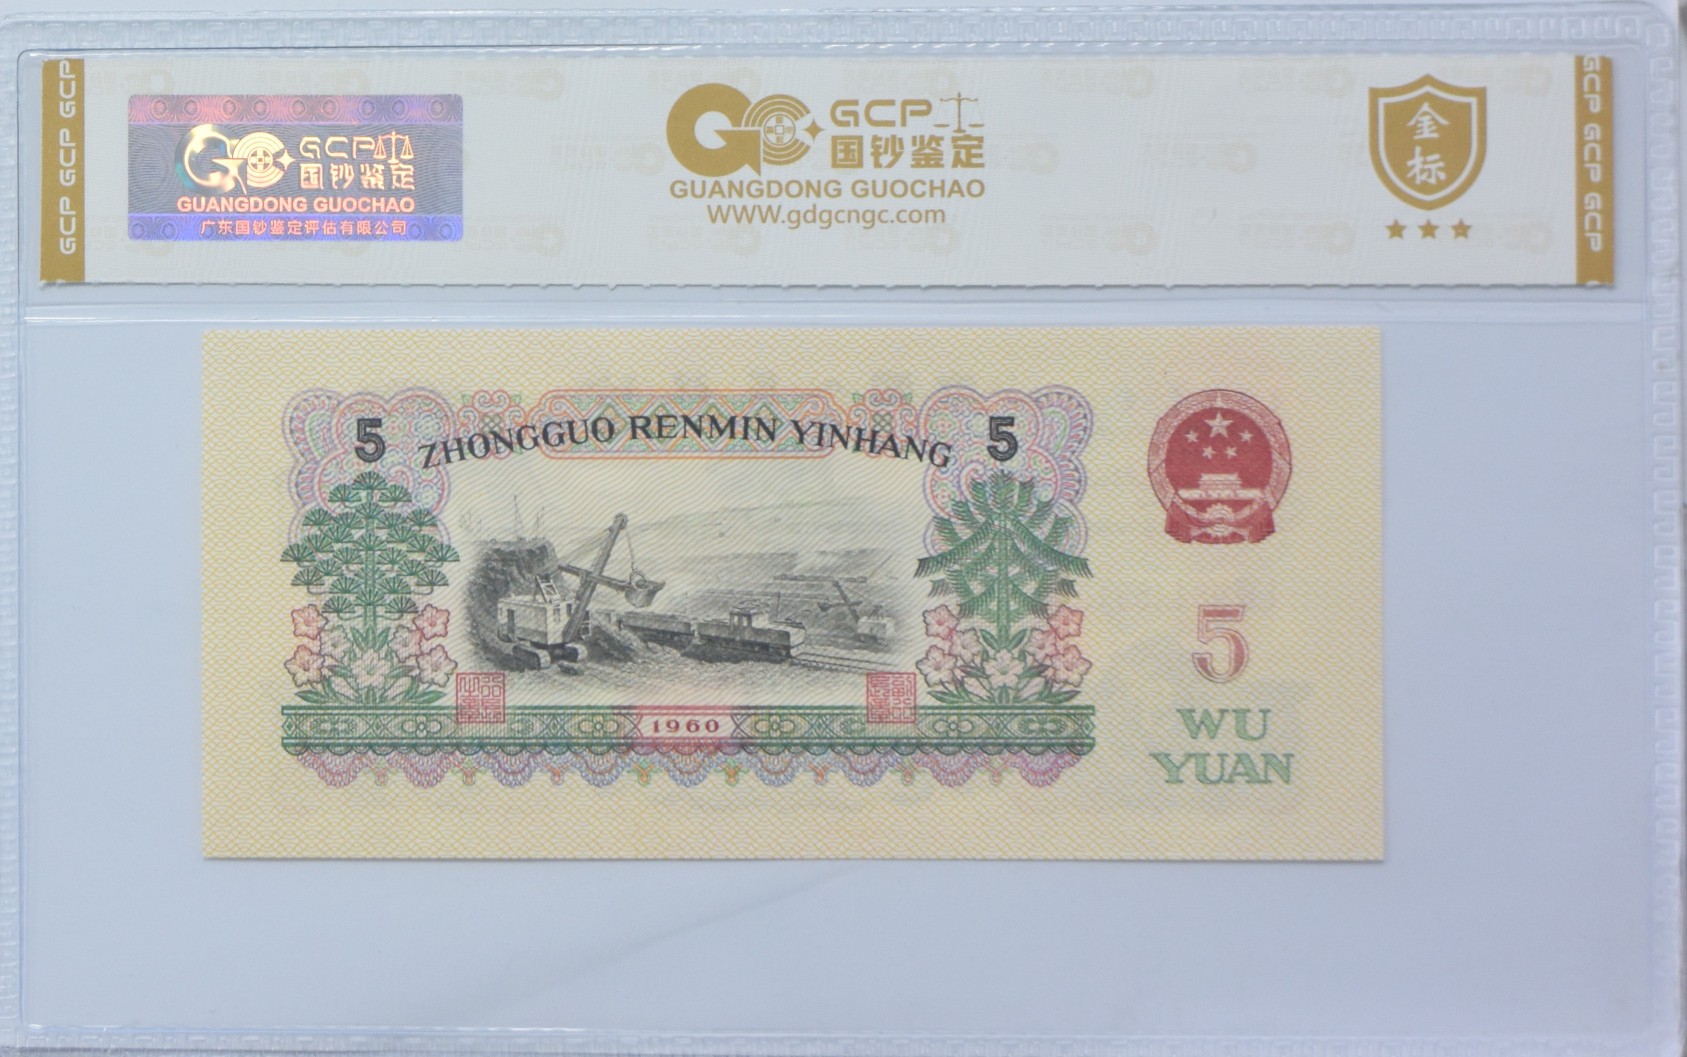 GCP GCP GCP
GCP
国钞鉴定
GUANGDONG GUOCHAO
广东国钞鉴定评估有限公司
GCP
国钞鉴定
GUANGDONG GUOCHAO
WWW.gdgcngc.com
金
标
GCP GCP GCP
5 ZHONGGUO RENMIN YINHANG 5
5
1960
WU
YUAN